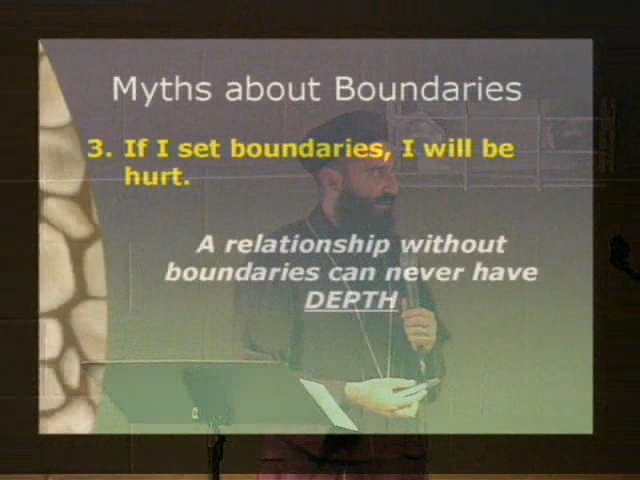 Myths about Boundaries
3. If I set boundaries, I will be
hurt.
A relationship without
boundaries can never have
DEPTH